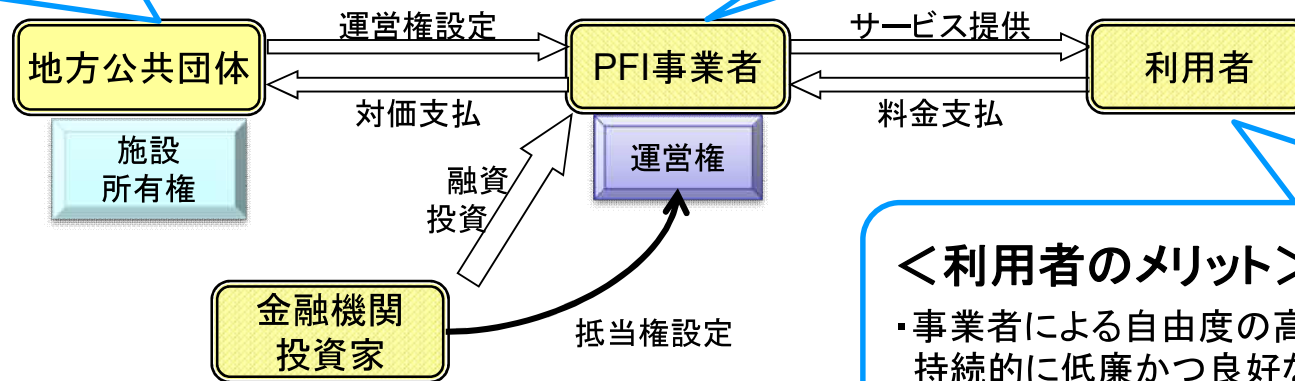 運営権設定
サービス提供
地方公共団体
PFI事業者
利用者
対価支払
料金支払
施設
所有権
運営権
融資
投資
<利用者のメリット>
・事業者による自由度の高
持続的に低廉かつ良好な
金融機関
投資家
抵当権設定